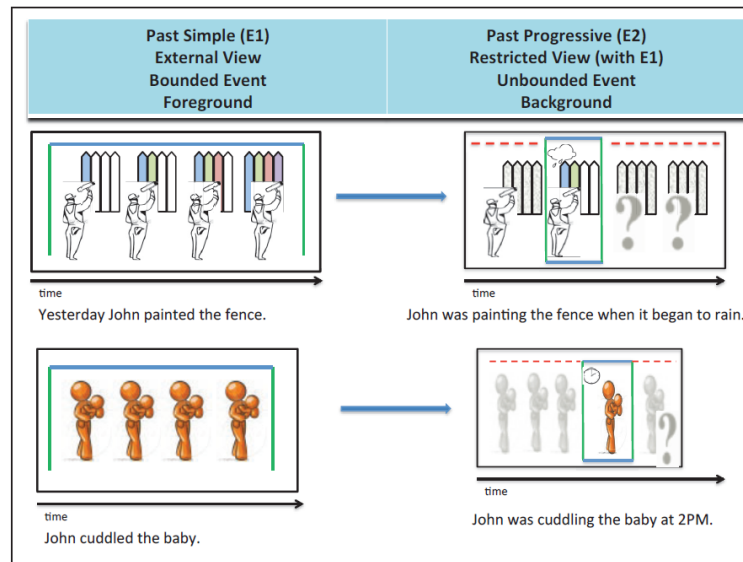 Past Simple (E1)
External View
Bounded Event
Foreground
Past Progressive (E2)
Restricted View (with E1)
Unbounded Event
Background
? ?
time
Yesterday John painted the fence.
time
John was painting the fence when it began to rain.
?
time
John cuddled the baby.
time
John was cuddling the baby at 2PM.